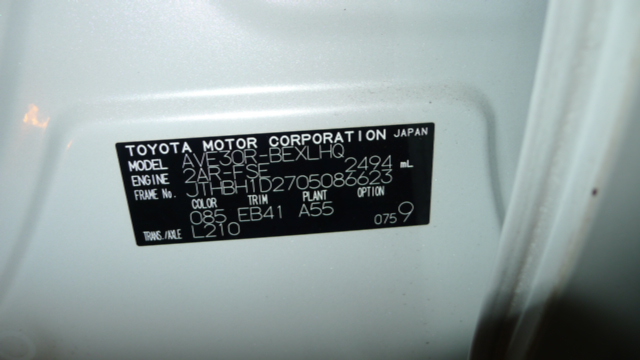 TOYOTA MOTOR CORPORATION JAPAN
MODEL AVE30R-BEXLHQ
ENGINE 2AR-FSE 2494 mL
FRAME NO. JTHBH1D2705086623
COLOR TRIM PLANT OPTION
085 EB41 A55
TRANS./AXLE L210 0759